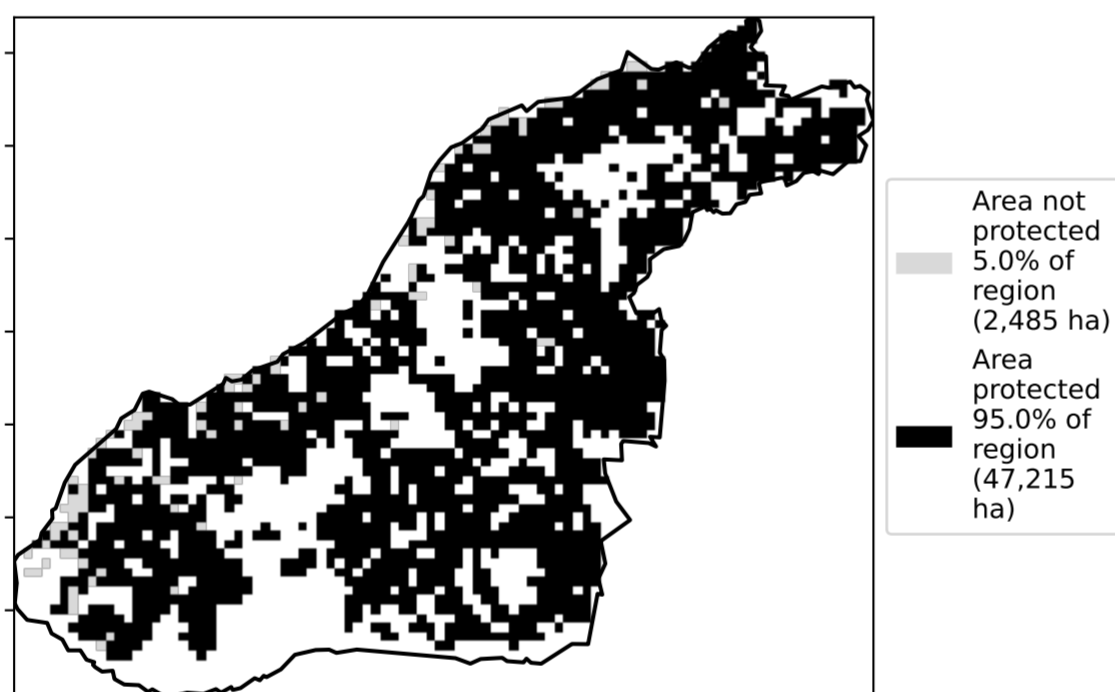 Area not
protected
5.0% of
region
(2,485 ha)
Area
protected
95.0% of
region
(47,215
ha)